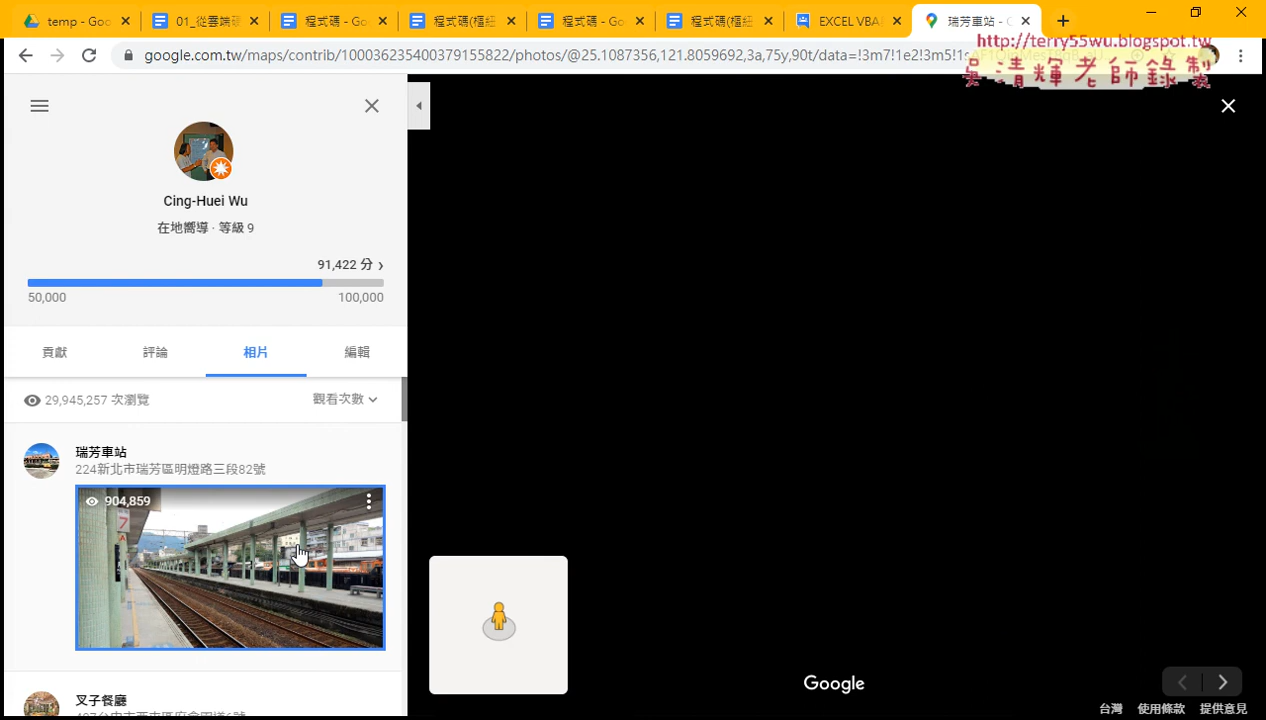 temp - Goo
01_從雲端硬
程式碼 - Go
程式碼(樞紐
程式碼 - Go
程式碼(樞紐
EXCEL VBA
瑞芳車站 - G
http://terry55wu.blogspot.tw
吳清輝老師錄製
google.com.tw/maps/contrib/100036235400379155822/photos/@25.1087356,121.8059692,3a,75y,90t/data=!3m7!1e2!3m5!1s
Cing-Huei Wu
在地嚮導 · 等級 9
91,422 分 ›
50,000
100,000
貢獻
評論
相片
編輯
29,945,257 次瀏覽
觀看次數
瑞芳車站
224新北市瑞芳區明燈路三段82號
904,859
7
A
叉子餐廳
Google
台灣
使用條款
提供意見